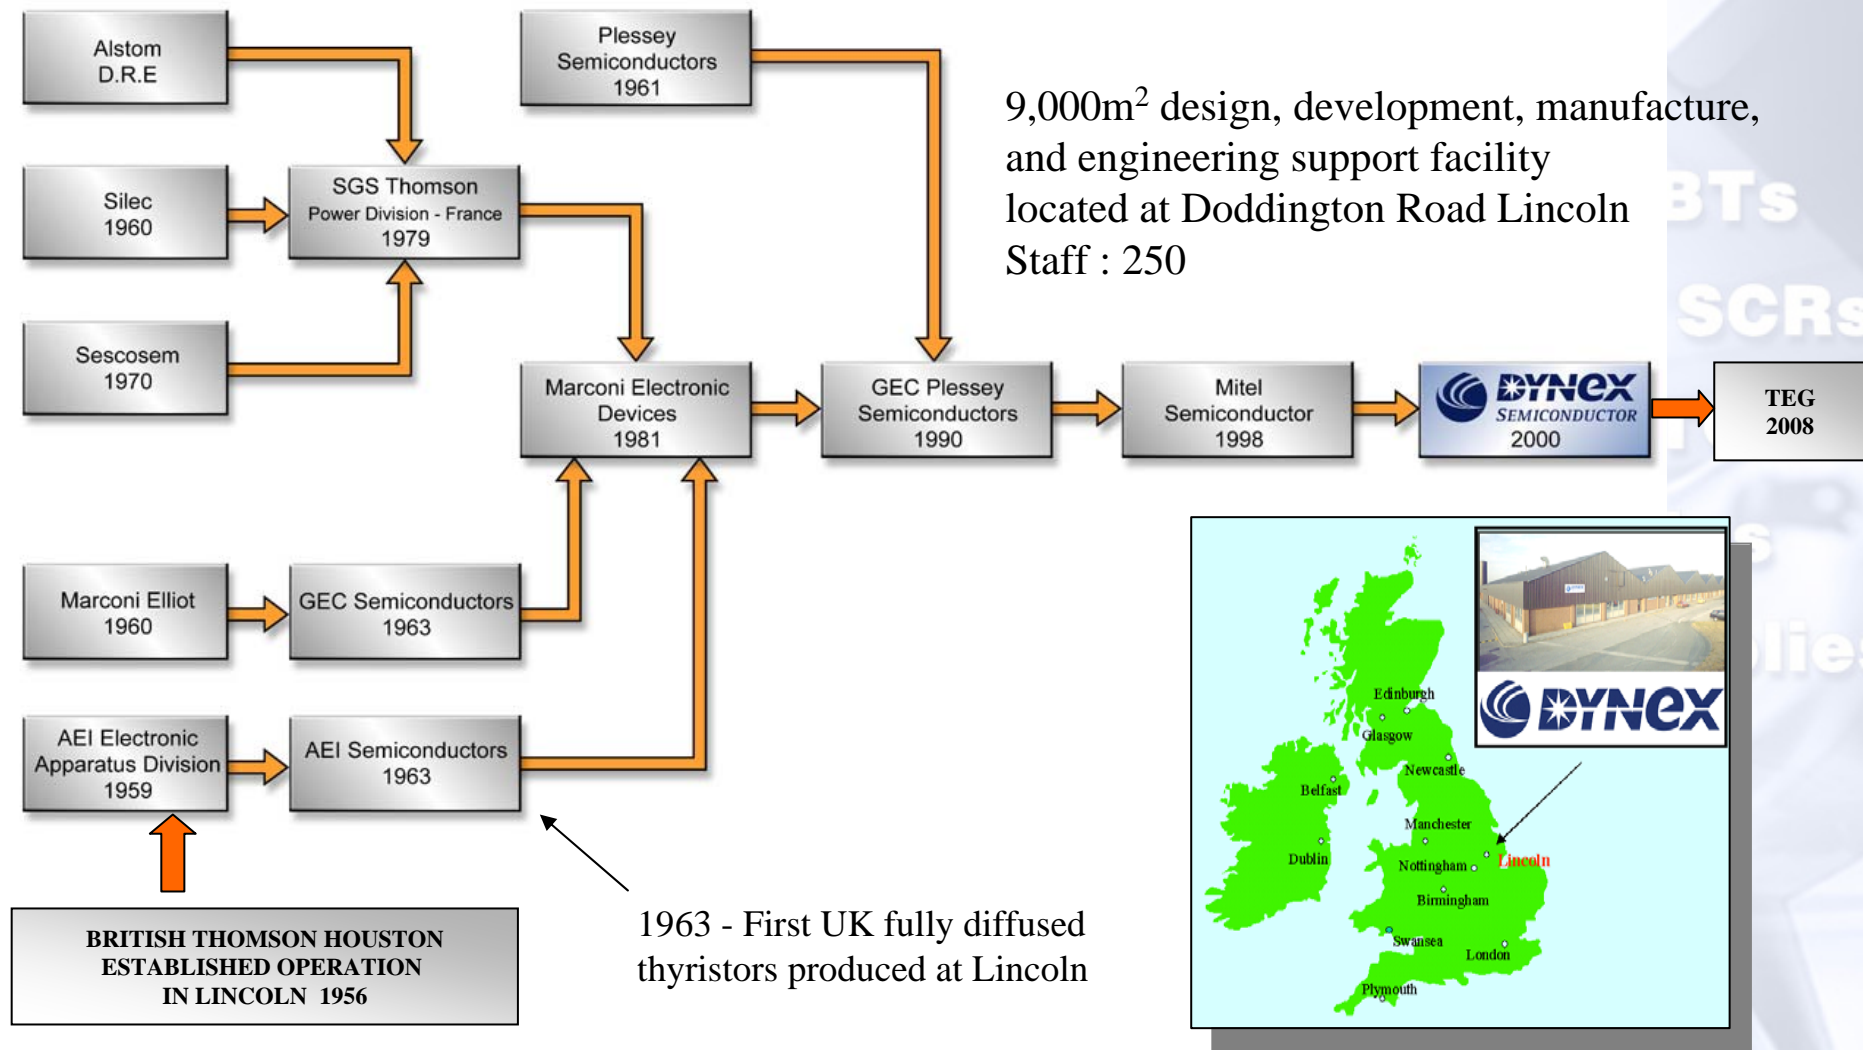 Alstom
D.R.E
Plessey
Semiconductors
1961
9,000m2 design, development, manufacture,
and engineering support facility
located at Doddington Road Lincoln
Staff : 250
Silec
1960
SGS Thomson
Power Division - France
1979
Sescosem
1970
Marconi Electronic
Devices
1981
GEC Plessey
Semiconductors
1990
Mitel
Semiconductor
1998
DYNEX
SEMICONDUCTOR
2000
TEG
2008
BTs
SCRs
Marconi Elliot
1960
GEC Semiconductors
1963
AEI Electronic
Apparatus Division
1959
AEI Semiconductors
1963
BRITISH THOMSON HOUSTON
ESTABLISHED OPERATION
IN LINCOLN 1956
1963 - First UK fully diffused
thyristors produced at Lincoln
DYNEX
Edinburgh
Glasgow
Newcastle
Belfast
Manchester
Dublin
Nottingham
Lincoln
Birmingham
Swansea
London
Plymouth